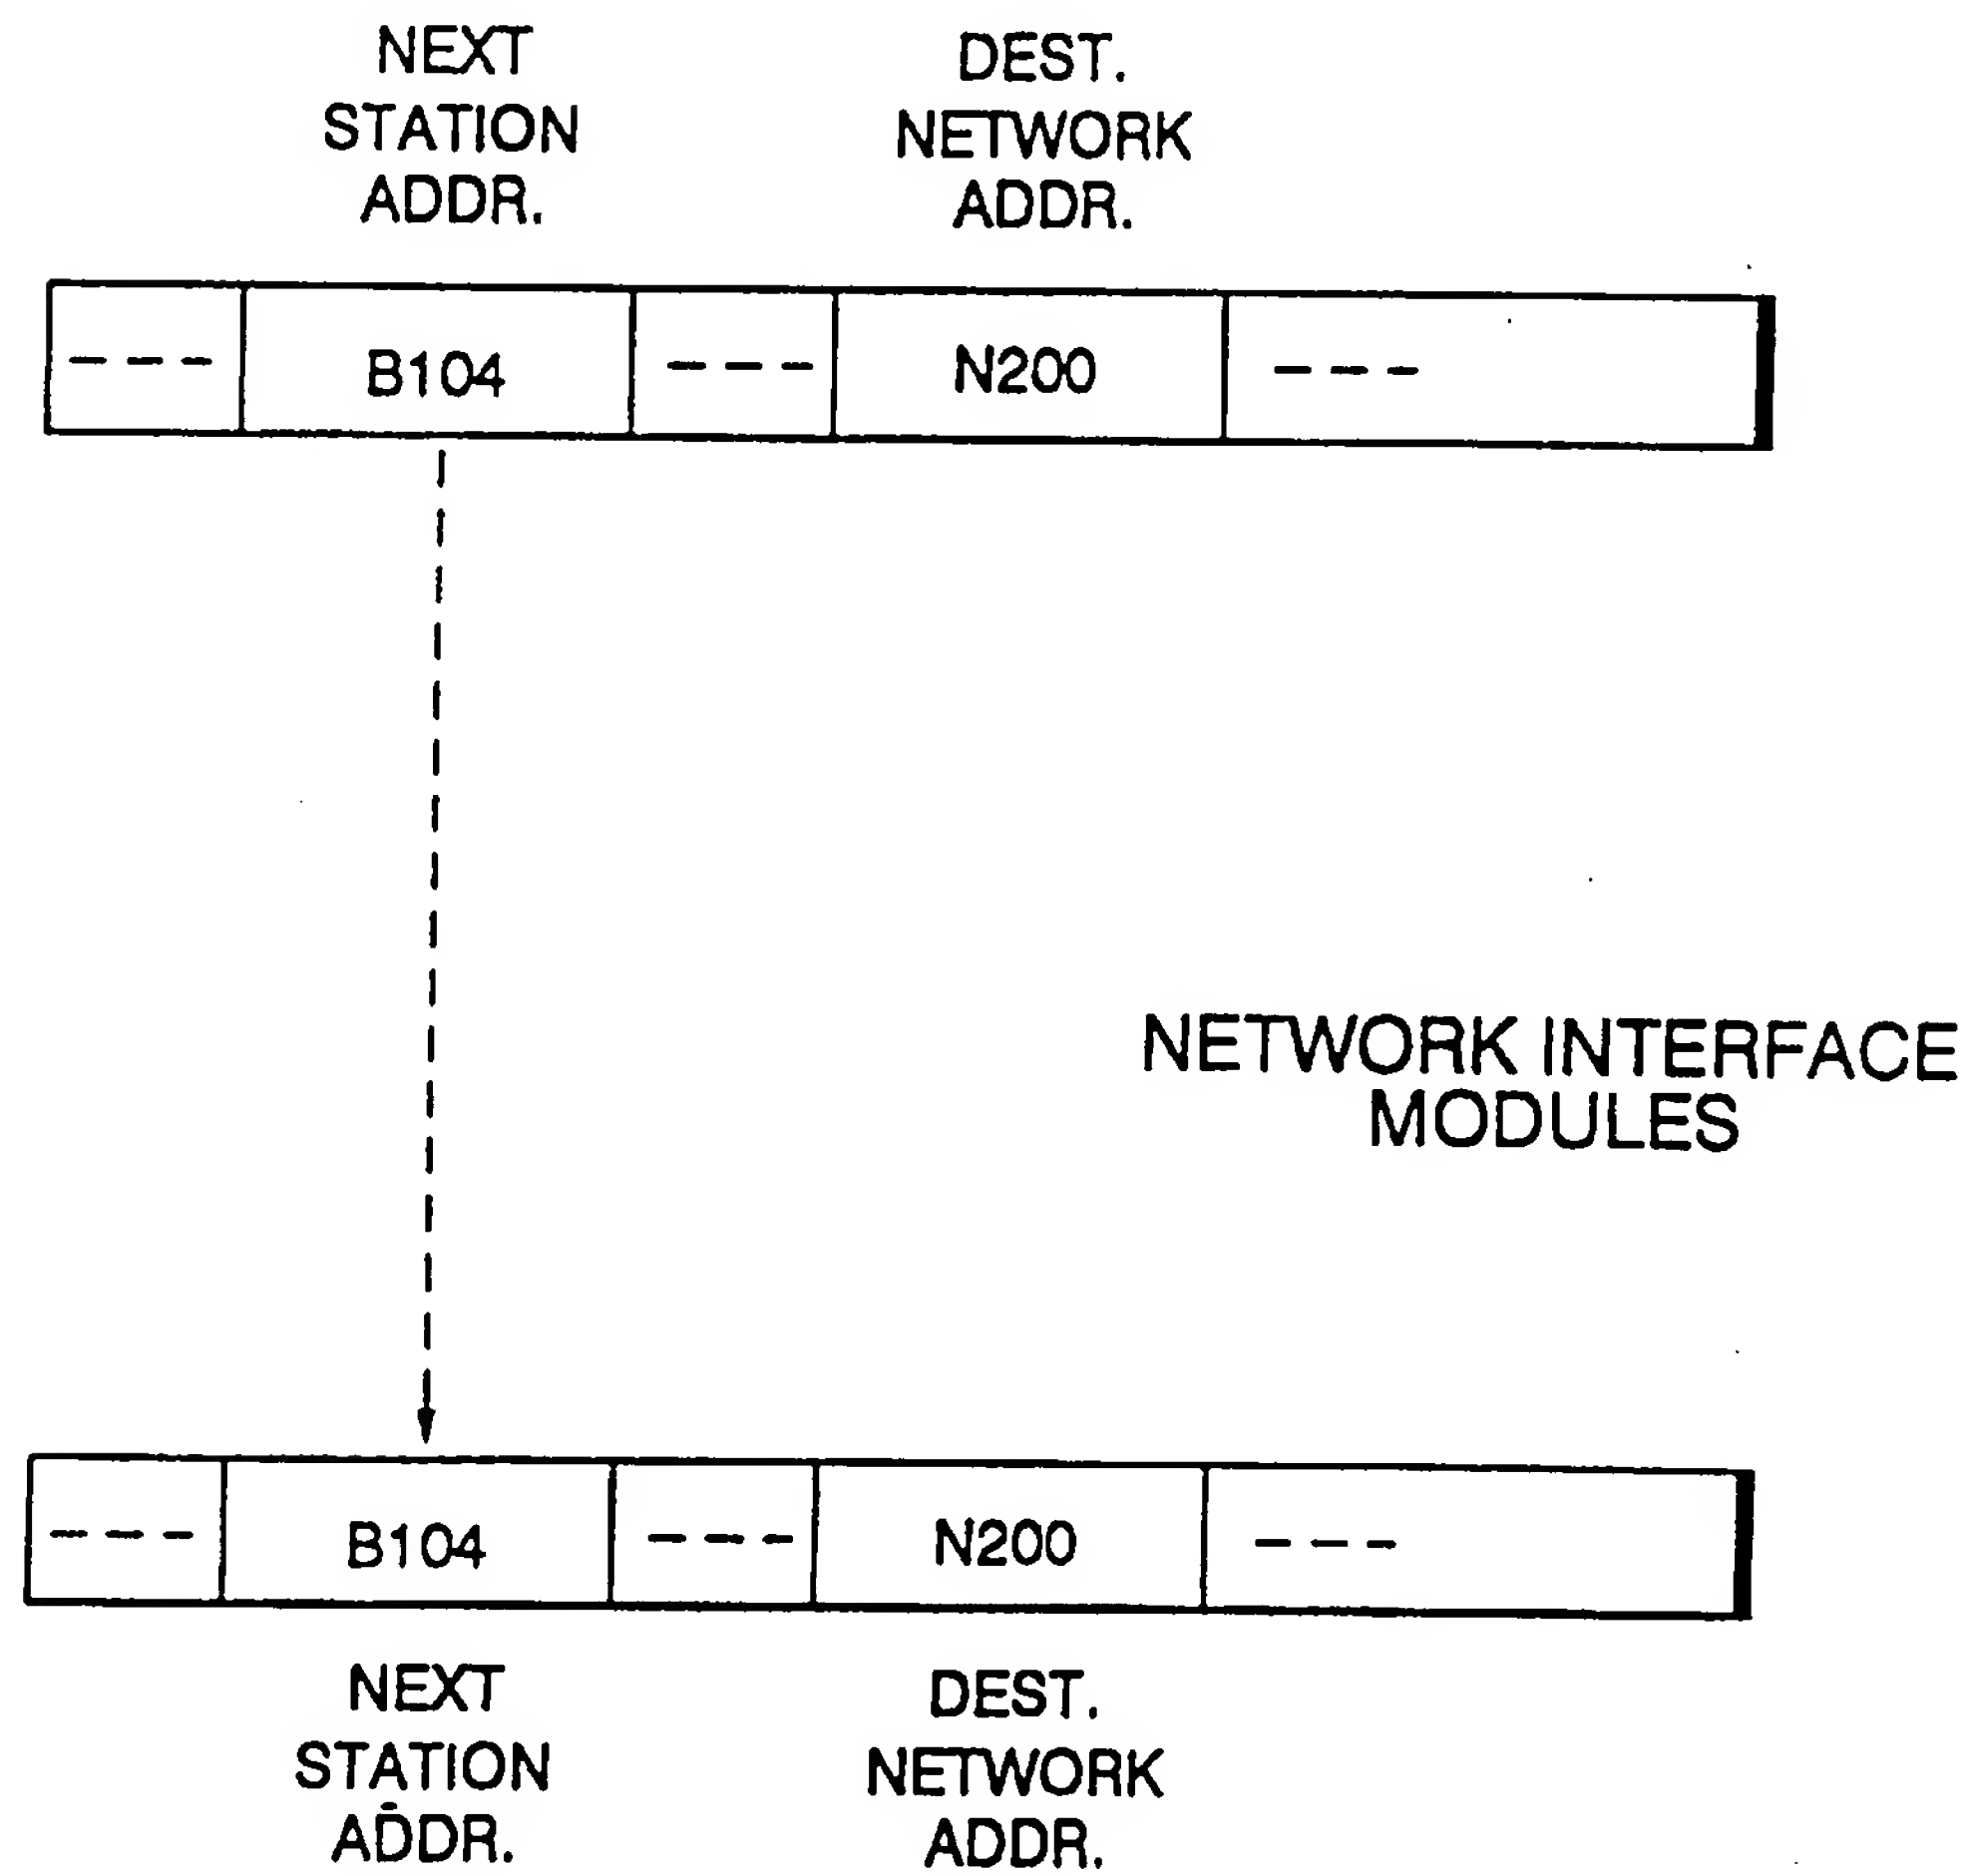 NEXT
STATION
ADDR.
DEST.
NETWORK
ADDR.
--- B104 --- N200 ---
NETWORK INTERFACE
MODULES
--- B104 --- N200 ---
NEXT
STATION
ADDR.
DEST.
NETWORK
ADDR.